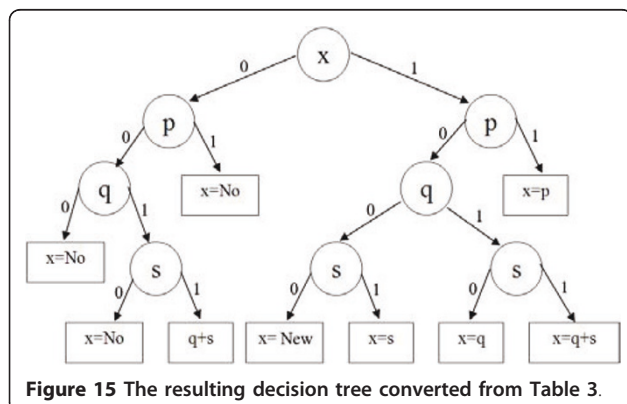 x
0 1
p p
0 1 0 1
q x=No q x=p
0 1 0 1
x=No s s s
0 1 0 1 0 1
x=No q+s x= New x=s x=q x=q+s
Figure 15 The resulting decision tree converted from Table 3.